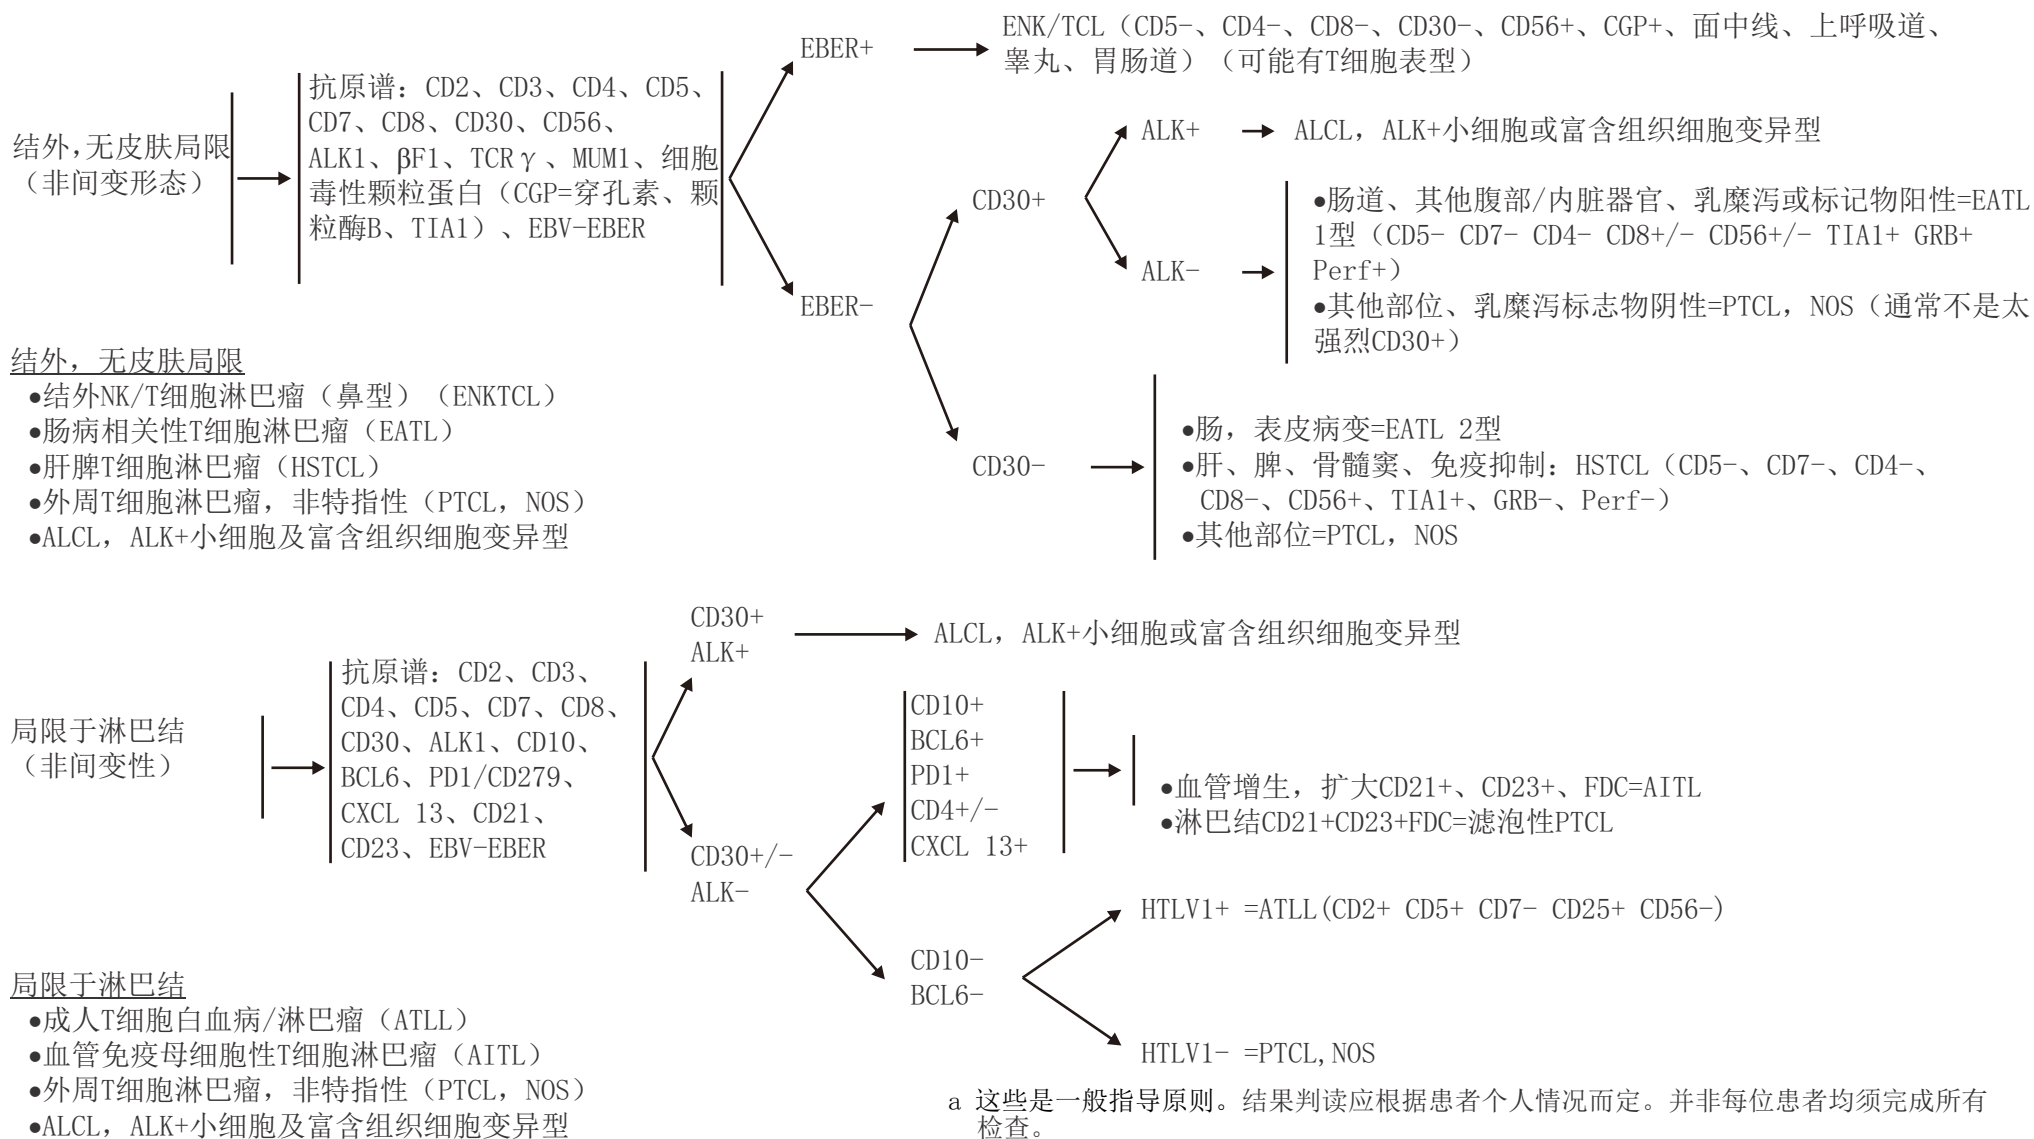 结外,无皮肤局限
（非间变形态）
抗原谱：CD2、CD3、CD4、CD5、
CD7、CD8、CD30、CD56、
ALK1、βF1、TCRγ、MUM1、细胞
毒性颗粒蛋白（CGP=穿孔素、颗
粒酶B、TIA1）、EBV-EBER
EBER+
ENK/TCL（CD5-、CD4-、CD8-、CD30-、CD56+、CGP+、面中线、上呼吸道、
睾丸、胃肠道）（可能有T细胞表型）
EBER-
CD30+
ALK+
ALCL，ALK+小细胞或富含组织细胞变异型
ALK-
●肠道、其他腹部/内脏器官、乳糜泻或标记物阳性=EATL
1型（CD5- CD7- CD4- CD8+/- CD56+/- TIA1+ GRB+
Perf+）
●其他部位、乳糜泻标志物阴性=PTCL，NOS（通常不是太
强烈CD30+）
CD30-
●肠，表皮病变=EATL 2型
●肝、脾、骨髓窦、免疫抑制：HSTCL（CD5-、CD7-、CD4-、
CD8-、CD56+、TIA1+、GRB-、Perf-）
●其他部位=PTCL，NOS
结外，无皮肤局限
●结外NK/T细胞淋巴瘤（鼻型）（ENKTCL）
●肠病相关性T细胞淋巴瘤（EATL）
●肝脾T细胞淋巴瘤（HSTCL）
●外周T细胞淋巴瘤，非特指性（PTCL，NOS）
●ALCL，ALK+小细胞及富含组织细胞变异型
局限于淋巴结
（非间变性）
抗原谱：CD2、CD3、
CD4、CD5、CD7、CD8、
CD30、ALK1、CD10、
BCL6、PD1/CD279、
CXCL 13、CD21、
CD23、EBV-EBER
CD30+
ALK+
ALCL，ALK+小细胞或富含组织细胞变异型
CD30+/-
ALK-
CD10+
BCL6+
PD1+
CD4+/-
CXCL 13+
●血管增生，扩大CD21+、CD23+、FDC=AITL
●淋巴结CD21+CD23+FDC=滤泡性PTCL
CD10-
BCL6-
HTLV1+ =ATLL(CD2+ CD5+ CD7- CD25+ CD56-)
HTLV1- =PTCL,NOS
局限于淋巴结
●成人T细胞白血病/淋巴瘤（ATLL）
●血管免疫母细胞性T细胞淋巴瘤（AITL）
●外周T细胞淋巴瘤，非特指性（PTCL，NOS）
●ALCL，ALK+小细胞及富含组织细胞变异型
a 这些是一般指导原则。结果判读应根据患者个人情况而定。并非每位患者均须完成所有
检查。